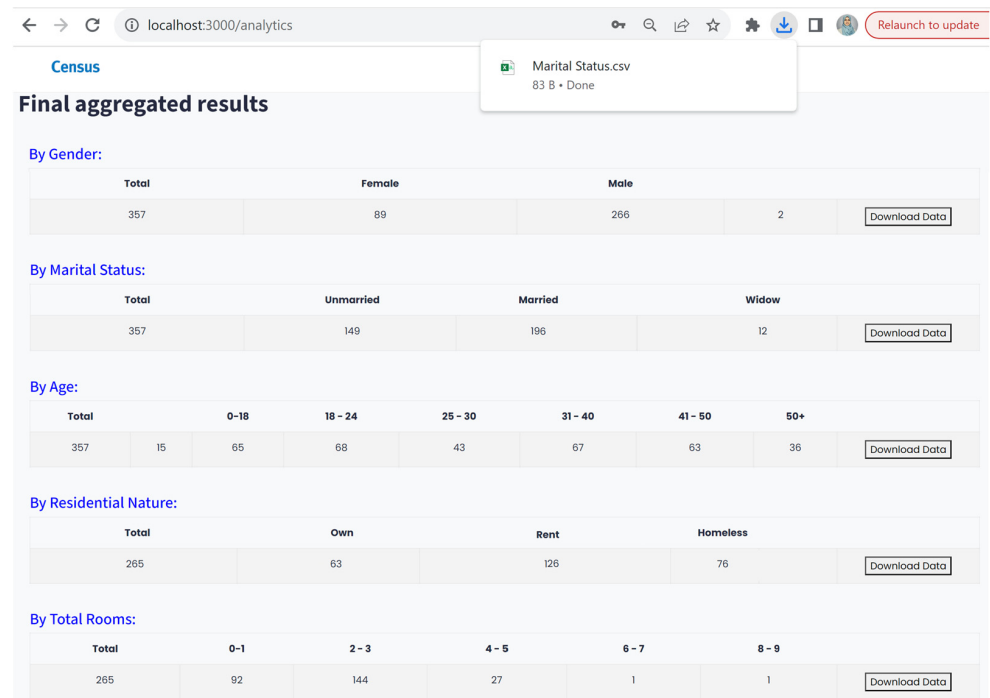 localhost:3000/analytics
Relaunch to update
Marital Status.csv
83 B • Done
Census
Final aggregated results
By Gender:
Total Female Male
357 89 266 2 Download Data
By Marital Status:
Total Unmarried Married Widow
357 149 196 12 Download Data
By Age:
Total 0-18 18 - 24 25 - 30 31 - 40 41 - 50 50+
357 15 65 68 43 67 63 36 Download Data
By Residential Nature:
Total Own Rent Homeless
265 63 126 76 Download Data
By Total Rooms:
Total 0-1 2 - 3 4 - 5 6 - 7 8 - 9
265 92 144 27 1 1 Download Data